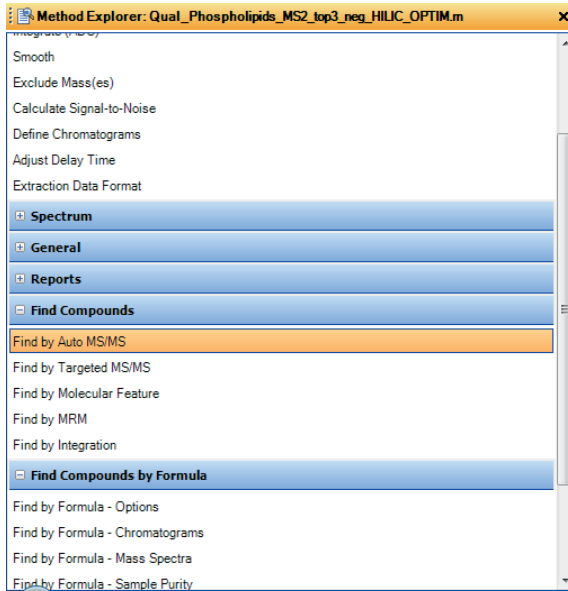 Method Explorer: Qual_Phospholipids_MS2_top3_neg_HILIC_OPTIM.m
Smooth
Exclude Mass(es)
Calculate Signal-to-Noise
Define Chromatograms
Adjust Delay Time
Extraction Data Format
Spectrum
General
Reports
Find Compounds
Find by Auto MS/MS
Find by Targeted MS/MS
Find by Molecular Feature
Find by MRM
Find by Integration
Find Compounds by Formula
Find by Formula - Options
Find by Formula - Chromatograms
Find by Formula - Mass Spectra
Find by Formula - Sample Purity